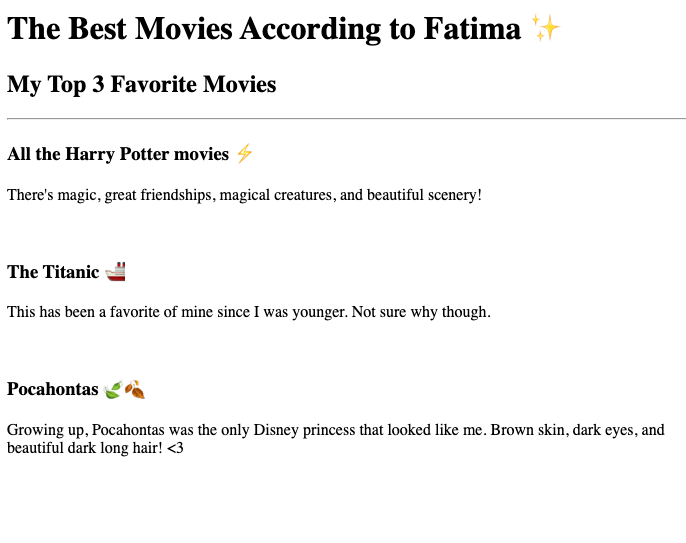 The Best Movies According to Fatima ✨
My Top 3 Favorite Movies
All the Harry Potter movies ⚡
There's magic, great friendships, magical creatures, and beautiful scenery!
The Titanic 🚢
This has been a favorite of mine since I was younger. Not sure why though.
Pocahontas 🍃🍂
Growing up, Pocahontas was the only Disney princess that looked like me. Brown skin, dark eyes, and
beautiful dark long hair! <3